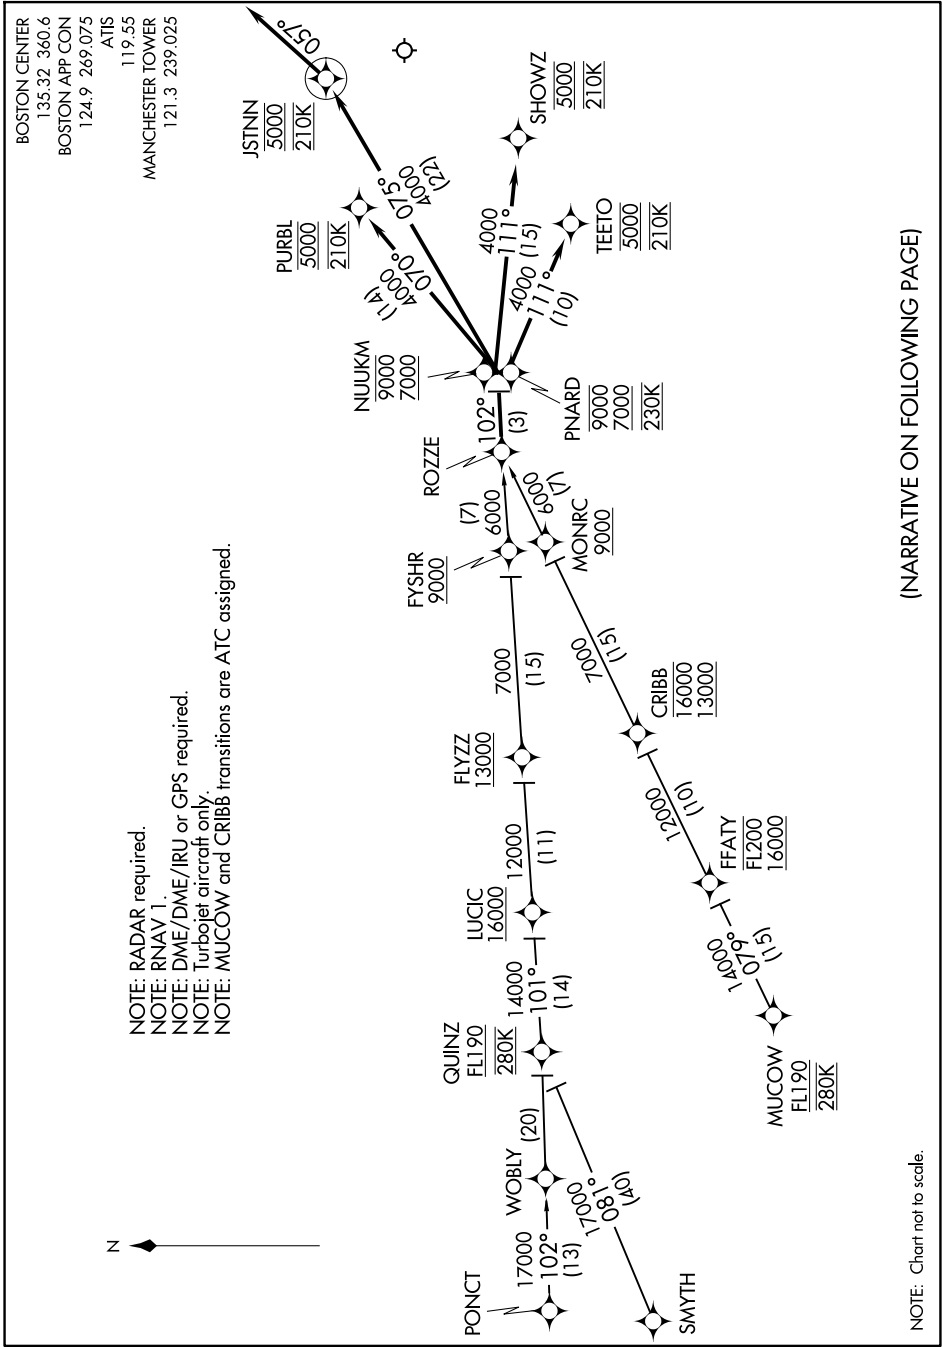 BOSTON CENTER
135.32 360.6
BOSTON APP CON
124.9 269.075
ATIS
119.55
MANCHESTER TOWER
121.3 239.025
N
NOTE: RADAR required.
NOTE: RNAV 1.
NOTE: DME/DME/IRU or GPS required.
NOTE: Turbojet aircraft only.
NOTE: MUCOW and CRIBB transitions are ATC assigned.
PONCT
17000
102°
(13)
SMYTH
17000
081°
(40)
WOBLY
(20)
QUINZ
FL190
280K
14000
101°
(14)
LUCIC
16000
12000
(11)
FLYZZ
13000
7000
(15)
FYSHR
9000
(7)
6000
ROZZE
102°
(3)
MUCOW
FL190
280K
14000
079°
(15)
FFATY
FL200
16000
12000
(10)
CRIBB
16000
13000
7000
(15)
MONRC
9000
6000
(7)
NUUKM
9000
7000
PNARD
9000
7000
230K
(14)
4000
070°
PURBL
5000
210K
075°
4000
(22)
JSTNN
5000
210K
057°
4000
111°
(15)
SHOWZ
5000
210K
4000
111°
(10)
TEETO
5000
210K
(NARRATIVE ON FOLLOWING PAGE)
NOTE: Chart not to scale.